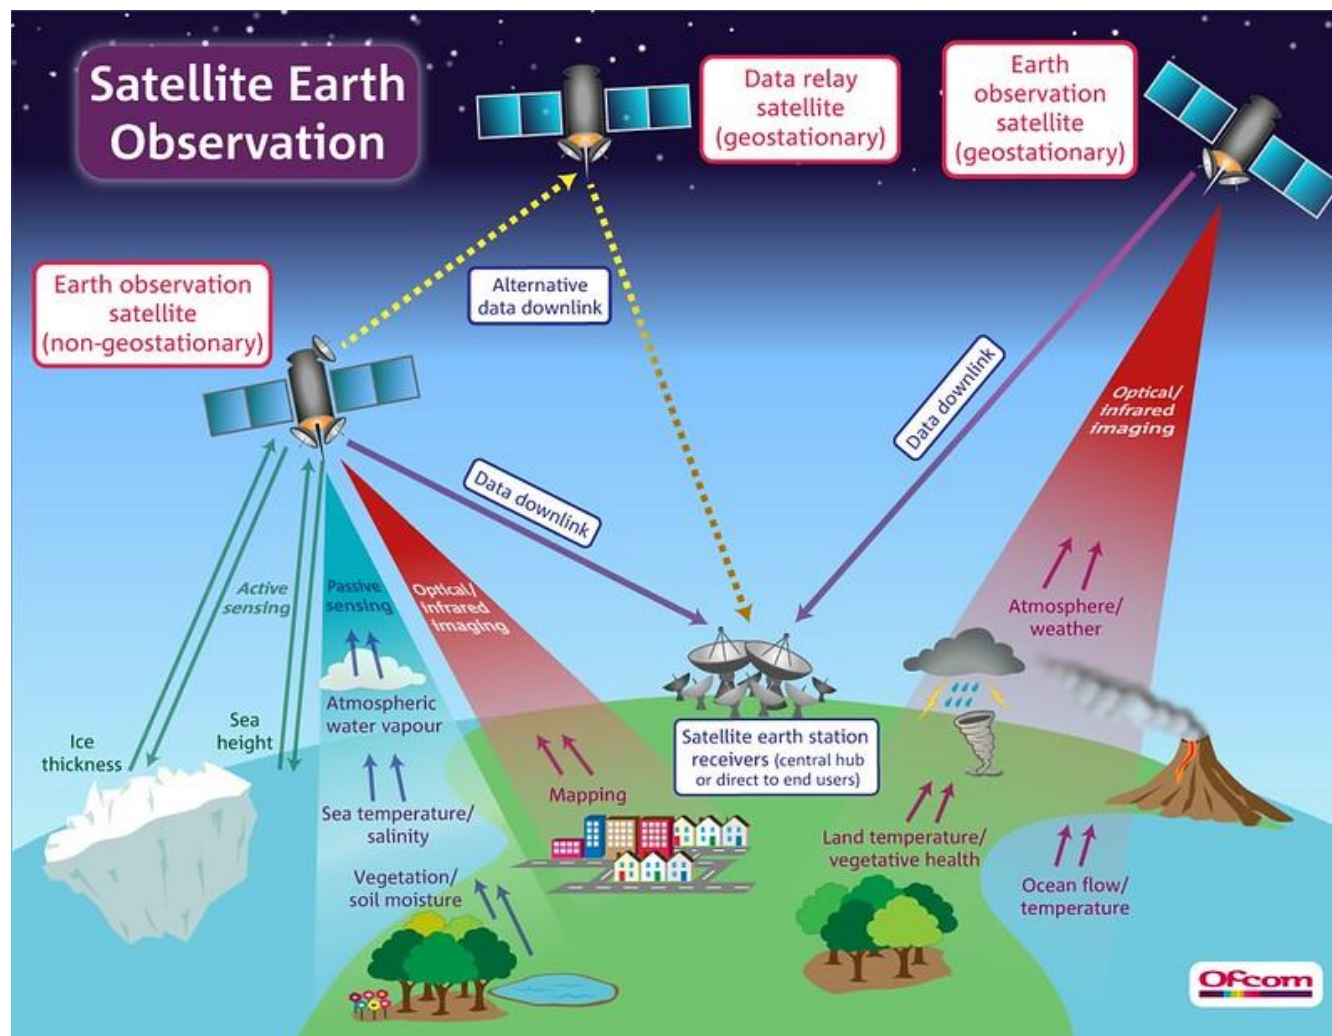 Satellite Earth
Observation
Data relay
satellite
(geostationary)
Earth
observation
satellite
(geostationary)
Earth observation
satellite
(non-geostationary)
Alternative
data downlink
Data downlink
Data downlink
Optical/
infrared
imaging
Active
sensing
Passive
sensing
Optical/
infrared
imaging
Atmosphere/
weather
Ice
thickness
Sea
height
Atmospheric
water vapour
Satellite earth station
receivers (central hub
or direct to end users)
Sea temperature/
salinity
Mapping
Land temperature/
vegetative health
Vegetation/
soil moisture
Ocean flow/
temperature
Ofcom